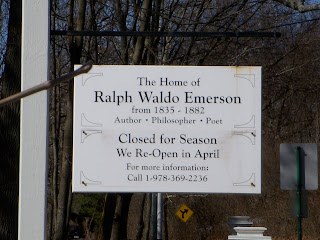 The Home of
Ralph Waldo Emerson
from 1835 - 1882
Author • Philosopher • Poet
Closed for Season
We Re-Open in April
For more information:
Call 1-978-369-2236